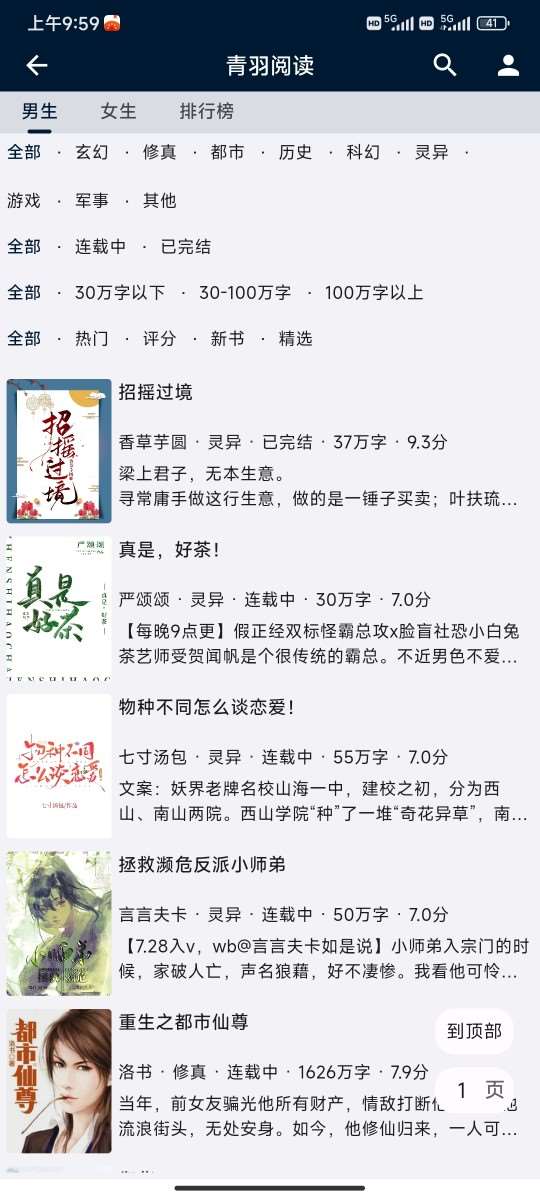 上午9:59
HD 5G HD 5G 41
青羽阅读
男生 女生 排行榜
全部 · 玄幻 · 修真 · 都市 · 历史 · 科幻 · 灵异 ·
游戏 · 军事 · 其他
全部 · 连载中 · 已完结
全部 · 30万字以下 · 30-100万字 · 100万字以上
全部 · 热门 · 评分 · 新书 · 精选
招摇过境
招摇过境
香草芋圆 · 灵异 · 已完结 · 37万字 · 9.3分
梁上君子，无本生意。
寻常庸手做这行生意，做的是一锤子买卖；叶扶琉...
严颂颂
真是好茶
真是，好茶！
严颂颂 · 灵异 · 连载中 · 30万字 · 7.0分
【每晚9点更】假正经双标怪霸总攻x脸盲社恐小白兔
茶艺师受贺闻帆是个很传统的霸总。不近男色不爱...
物种不同
怎么谈恋爱!
七寸汤包/作品
物种不同怎么谈恋爱！
七寸汤包 · 灵异 · 连载中 · 55万字 · 7.0分
文案：妖界老牌名校山海一中，建校之初，分为西
山、南山两院。西山学院“种”了一堆“奇花异草”，南...
小师弟
拯救濒危反派小师弟
言言夫卡 · 灵异 · 连载中 · 50万字 · 7.0分
【7.28入v，wb@言言夫卡如是说】小师弟入宗门的时
候，家破人亡，声名狼藉，好不凄惨。我看他可怜...
都市仙尊
洛书 著
重生之都市仙尊
洛书 · 修真 · 连载中 · 1626万字 · 7.9分
当年，前女友骗光他所有财产，情敌打断他
流浪街头，无处安身。如今，他修仙归来，一人可...
到顶部
1 页